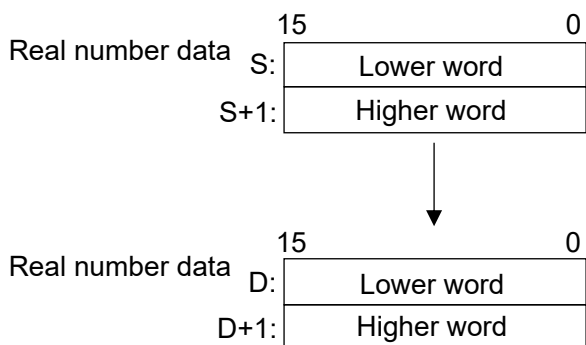 15 0
Real number data S: Lower word
S+1: Higher word
15 0
Real number data D: Lower word
D+1: Higher word